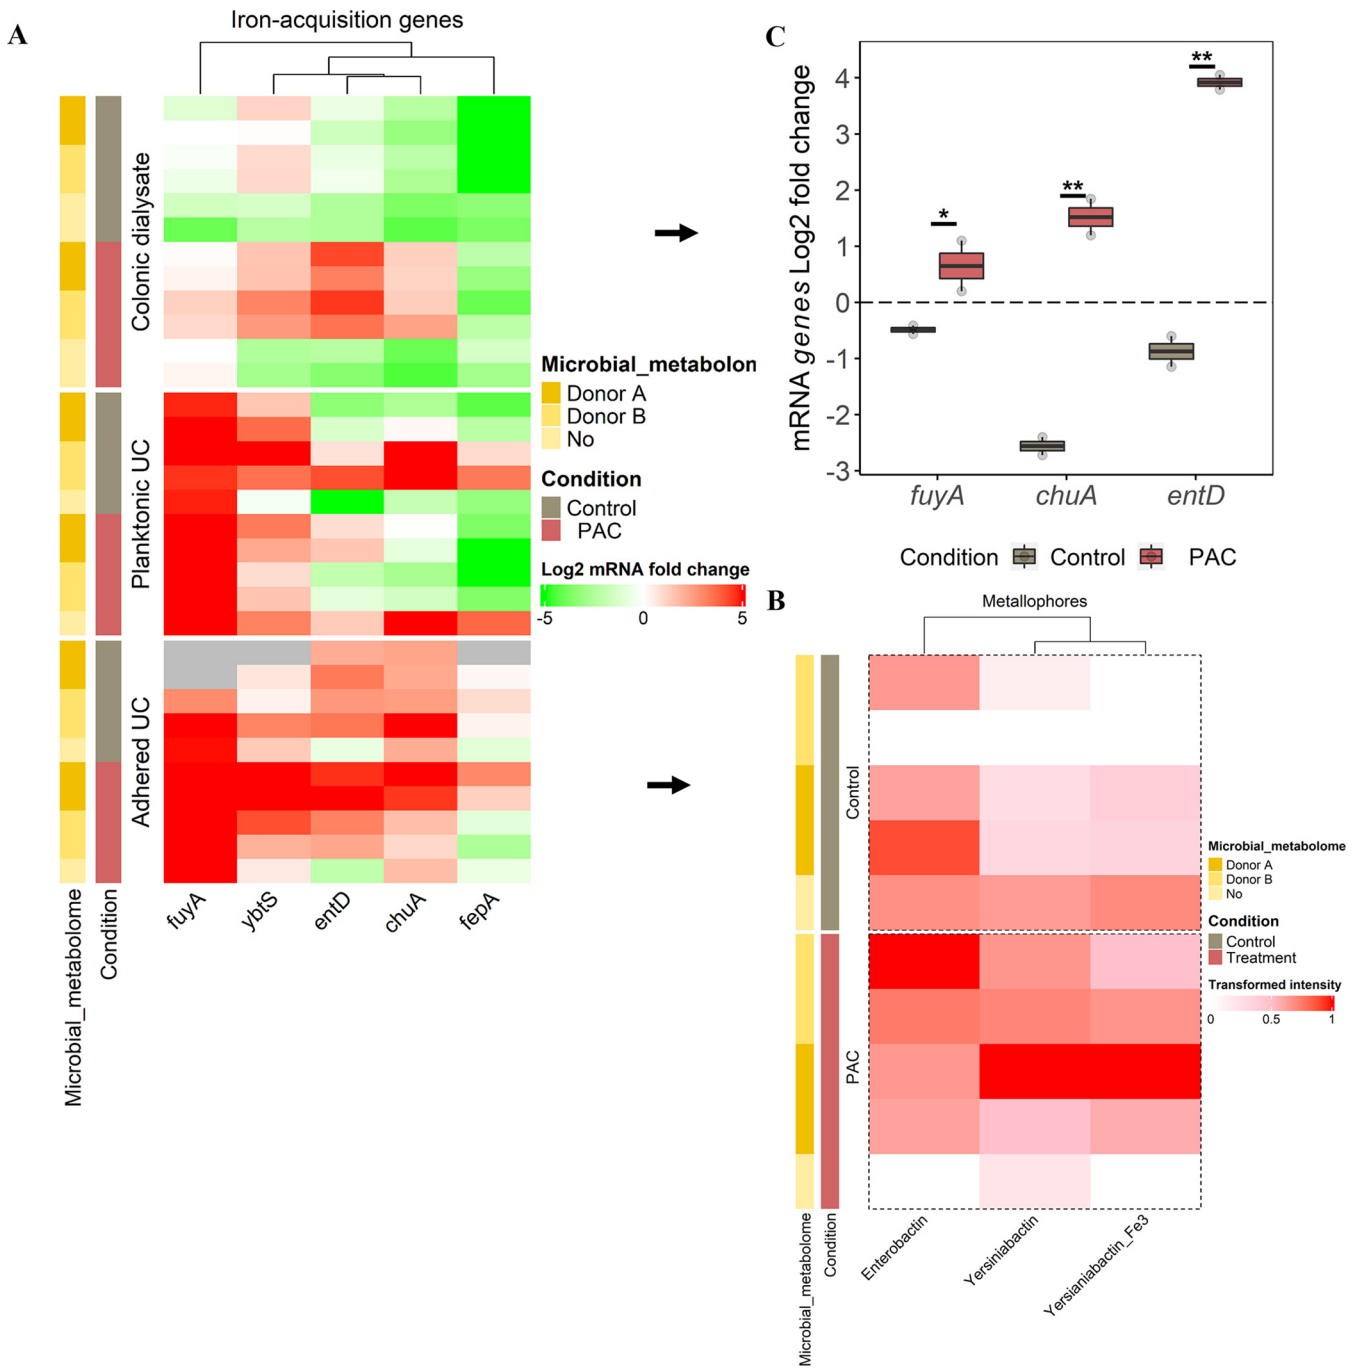 A
Iron-acquisition genes
Colonic dialysate
Planktonic UC
Adhered UC
Microbial_metabolome
Condition
fuyA
ybtS
entD
chuA
fepA
Microbial_metabolon
Donor A
Donor B
No
Condition
Control
PAC
Log2 mRNA fold change
-5
0
5
C
mRNA genes Log2 fold change
4
3
2
1
0
-1
-2
-3
*
**
**
fuyA
chuA
entD
Condition Control PAC
B
Metallophores
Control
PAC
Microbial_metabolome
Condition
Enterobactin
Yersiniabactin
Yersianiabactin_Fe3
Microbial_metabolome
Donor A
Donor B
No
Condition
Control
Treatment
Transformed intensity
0
0.5
1